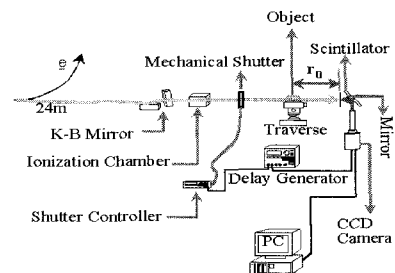 Object
Scintillator
Mechanical Shutter
e
r0
24m
K-B Mirror
Traverse
Mirror
Ionization Chamber
Delay Generator
Shutter Controller
CCD
Camera
PC